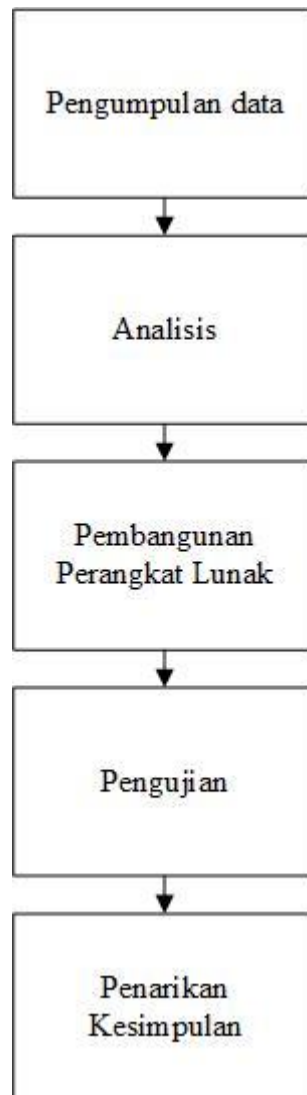 Pengumpulan data
Analisis
Pembangunan
Perangkat Lunak
Pengujian
Penarikan
Kesimpulan